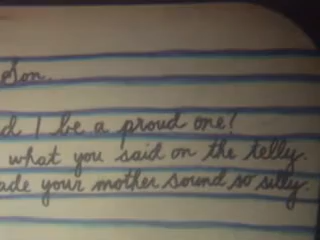 Son.
d I be a proud one!
what you said on the telly.
ade your mother sound so silly.